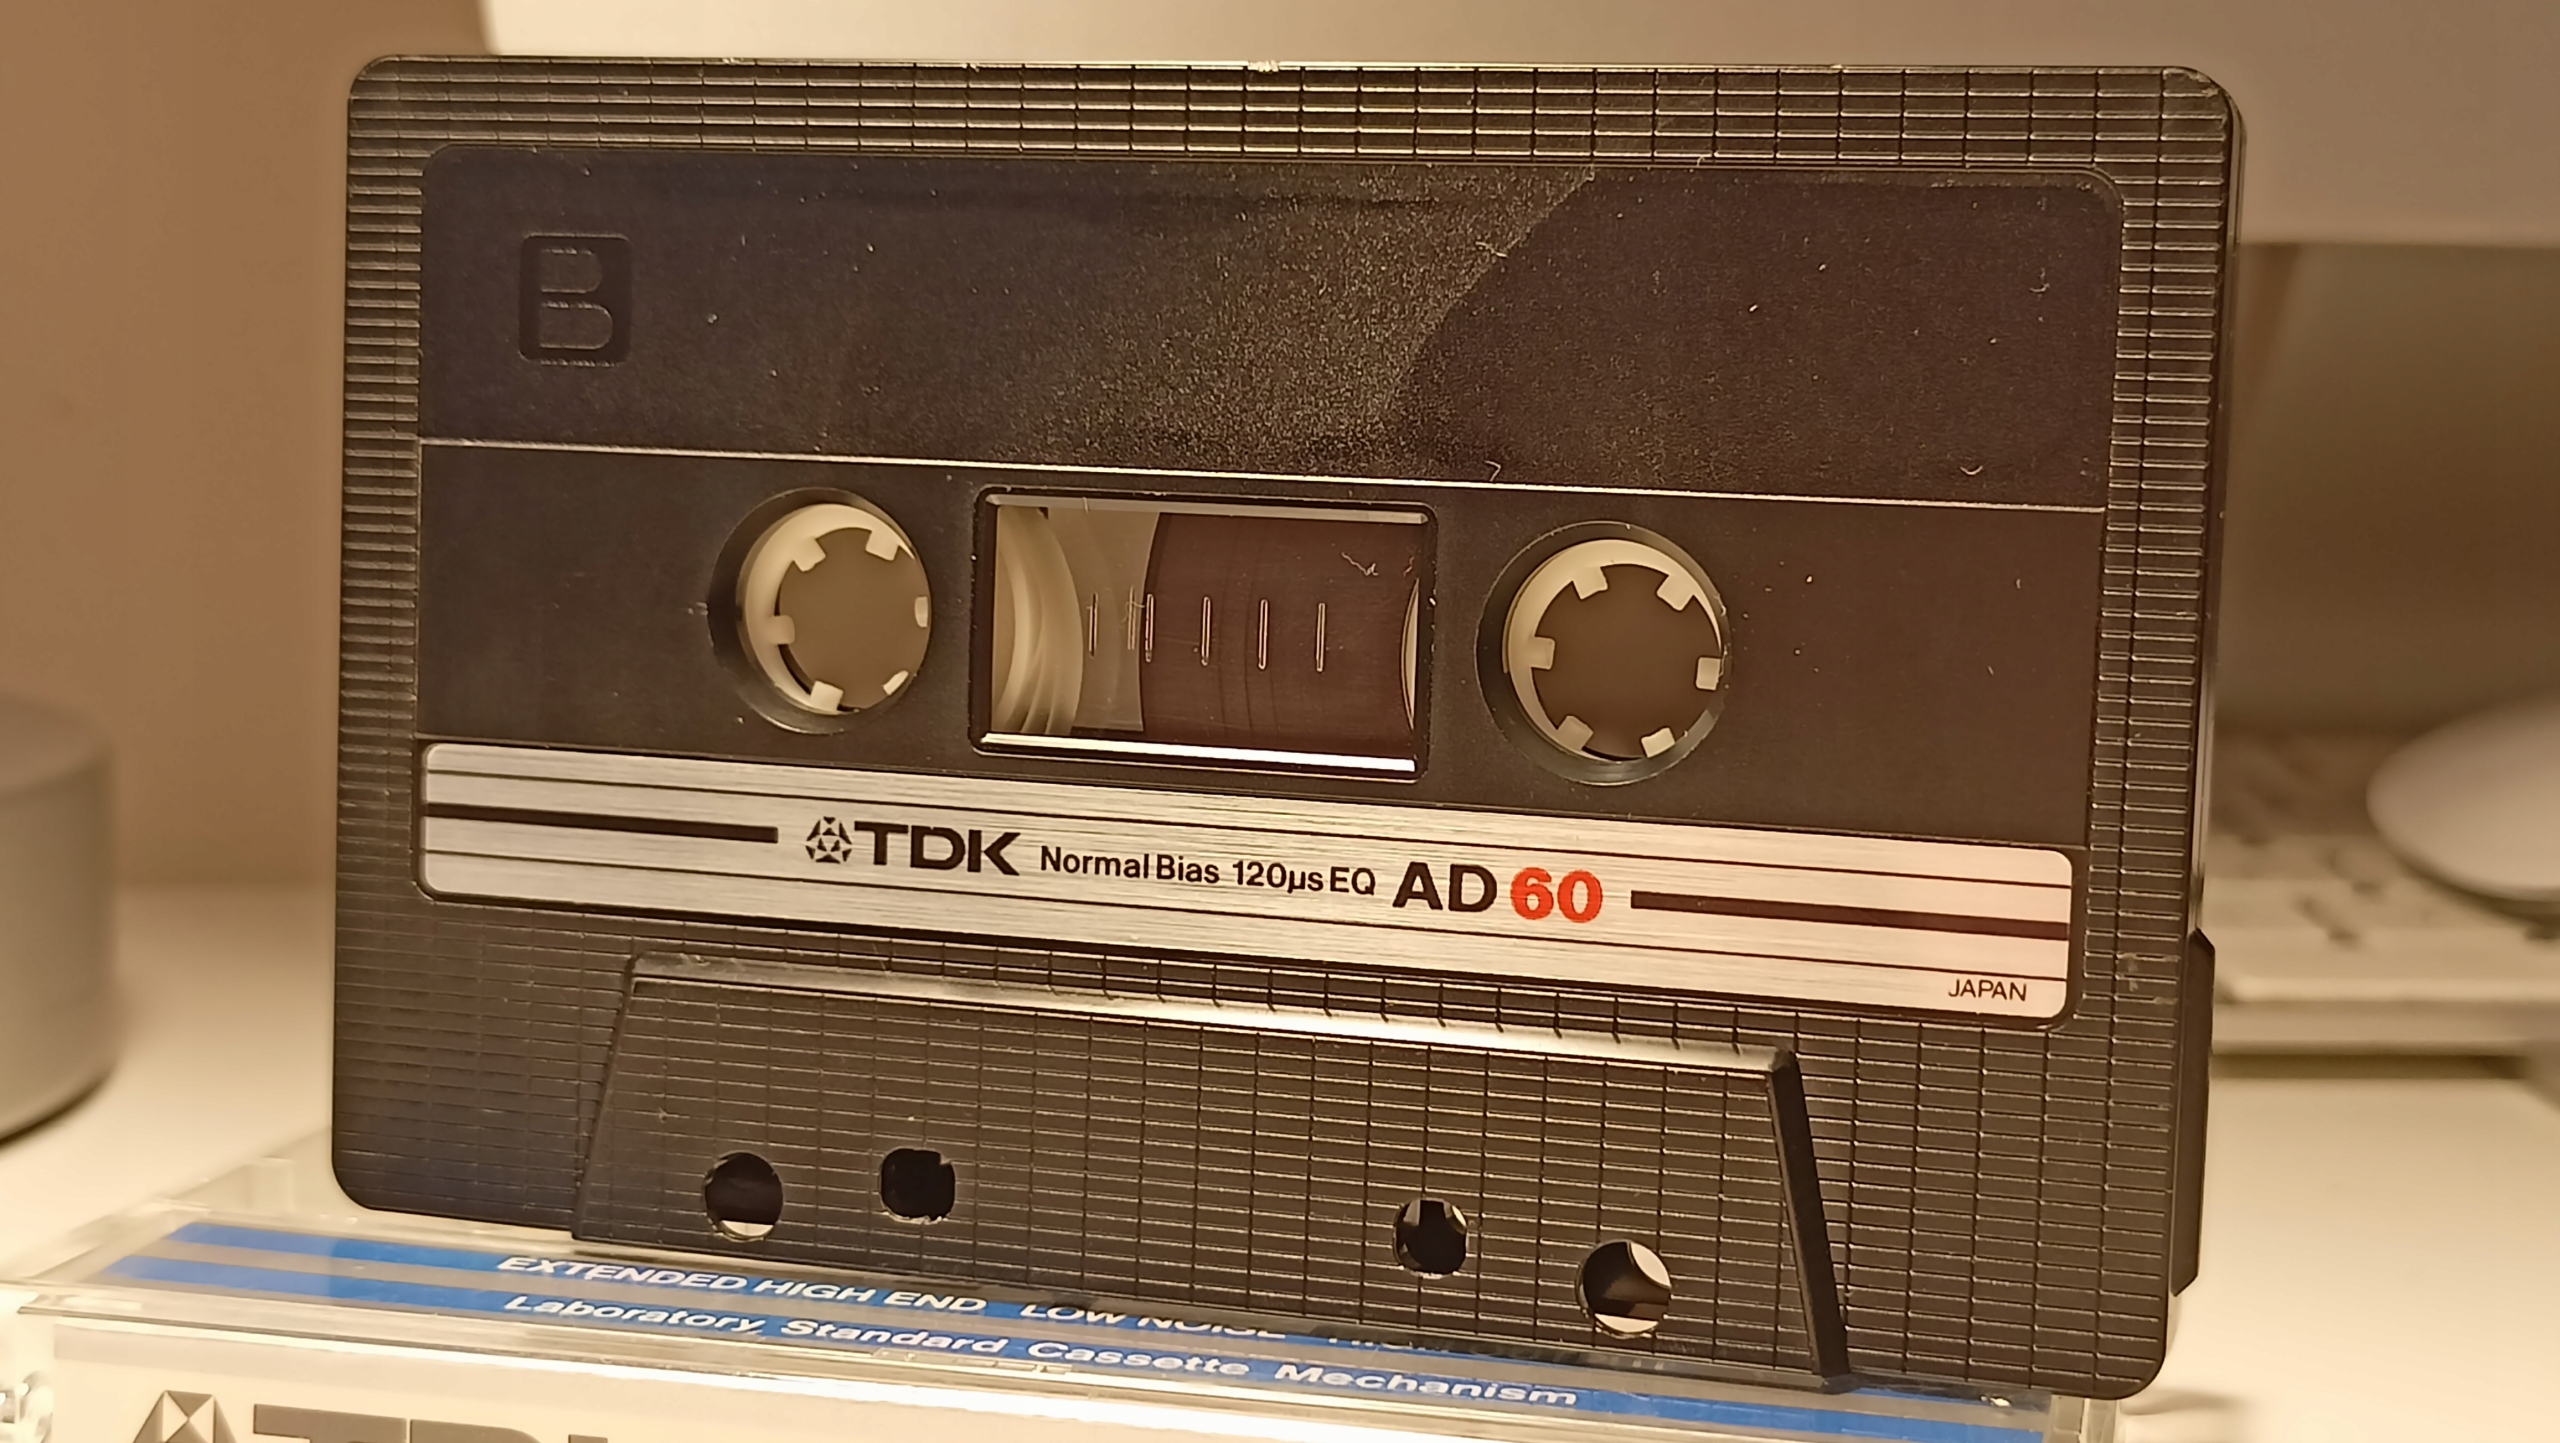 B
TDK Normal Bias 120µs EQ AD 60
JAPAN
EXTENDED HIGH END LOW NOISE
Laboratory Standard Cassette Mechanism